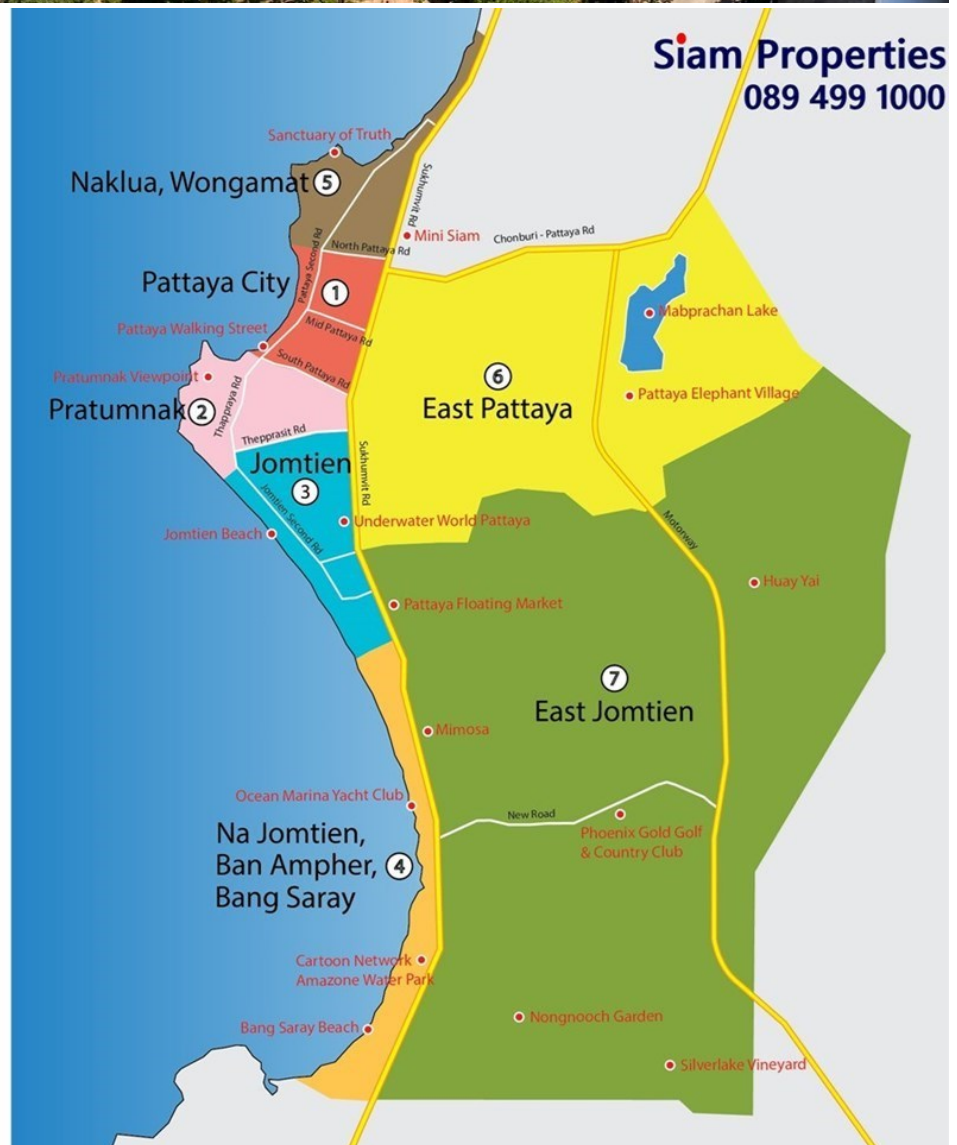 Siam Properties
089 499 1000
Sanctuary of Truth
Naklua, Wongamat 5
Sukhumvit Rd
Mini Siam
Chonburi - Pattaya Rd
North Pattaya Rd
Pattaya Second Rd
Pattaya City
1
Mabprachan Lake
Mid Pattaya Rd
Pattaya Walking Street
South Pattaya Rd
Pratumnak Viewpoint
6
East Pattaya
Pattaya Elephant Village
Pratumnak 2
Thappraya Rd
Thepprasit Rd
Jomtien
3
Sukhumvit Rd
Jomtien Second Rd
Underwater World Pattaya
Jomtien Beach
Motorway
Huay Yai
Pattaya Floating Market
7
East Jomtien
Mimosa
Ocean Marina Yacht Club
New Road
Phoenix Gold Golf
& Country Club
Na Jomtien,
Ban Ampher, 4
Bang Saray
Cartoon Network
Amazone Water Park
Bang Saray Beach
Nongnooch Garden
Silverlake Vineyard